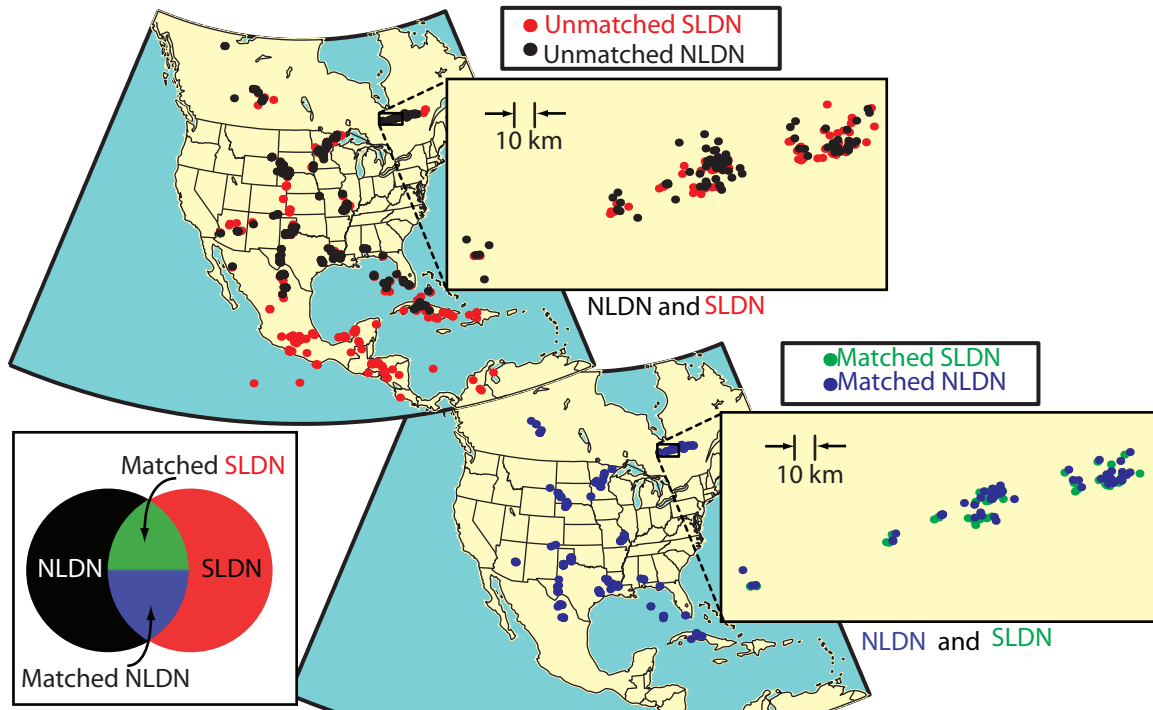 Unmatched SLDN
Unmatched NLDN
10 km
NLDN and SLDN
Matched SLDN
Matched NLDN
10 km
NLDN and SLDN
Matched SLDN
NLDN
SLDN
Matched NLDN